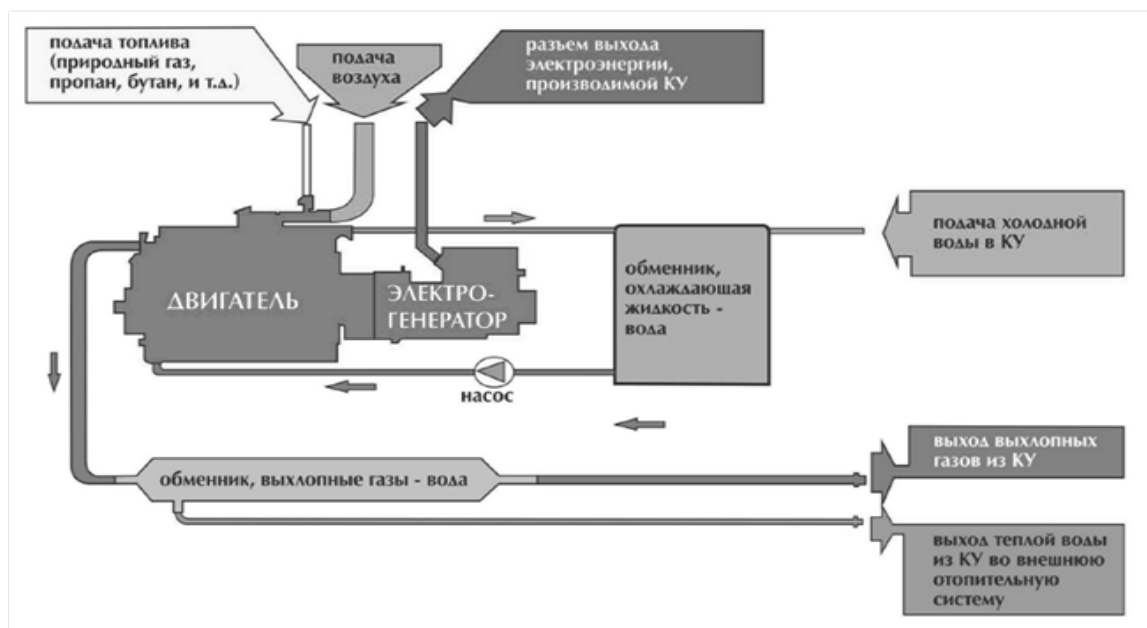 подача топлива
(природный газ,
пропан, бутан, и т.д.)
подача
воздуха
разъем выхода
электроэнергии,
производимой КУ
подача холодной
воды в КУ
обменник,
охлаждающая
жидкость -
вода
ДВИГАТЕЛЬ
ЭЛЕКТРО-
ГЕНЕРАТОР
насос
обменник, выхлопные газы - вода
выход выхлопных
газов из КУ
выход теплой воды
из КУ во внешнюю
отопительную
систему